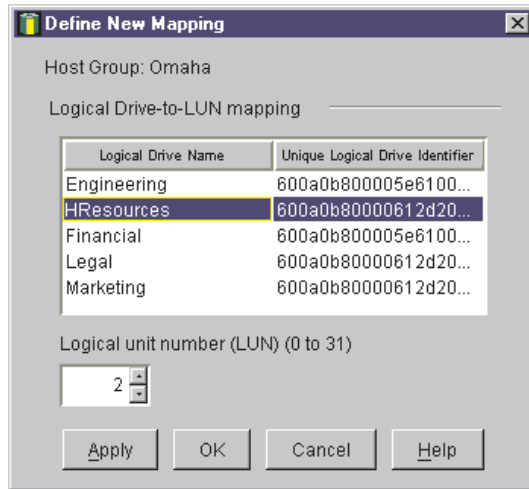 Define New Mapping
Host Group: Omaha
Logical Drive-to-LUN mapping
Logical Drive Name Unique Logical Drive Identifier
Engineering 600a0b800005e6100...
HResources 600a0b80000612d20...
Financial 600a0b800005e6100...
Legal 600a0b80000612d20...
Marketing 600a0b80000612d20...
Logical unit number (LUN) (0 to 31)
2
Apply OK Cancel Help